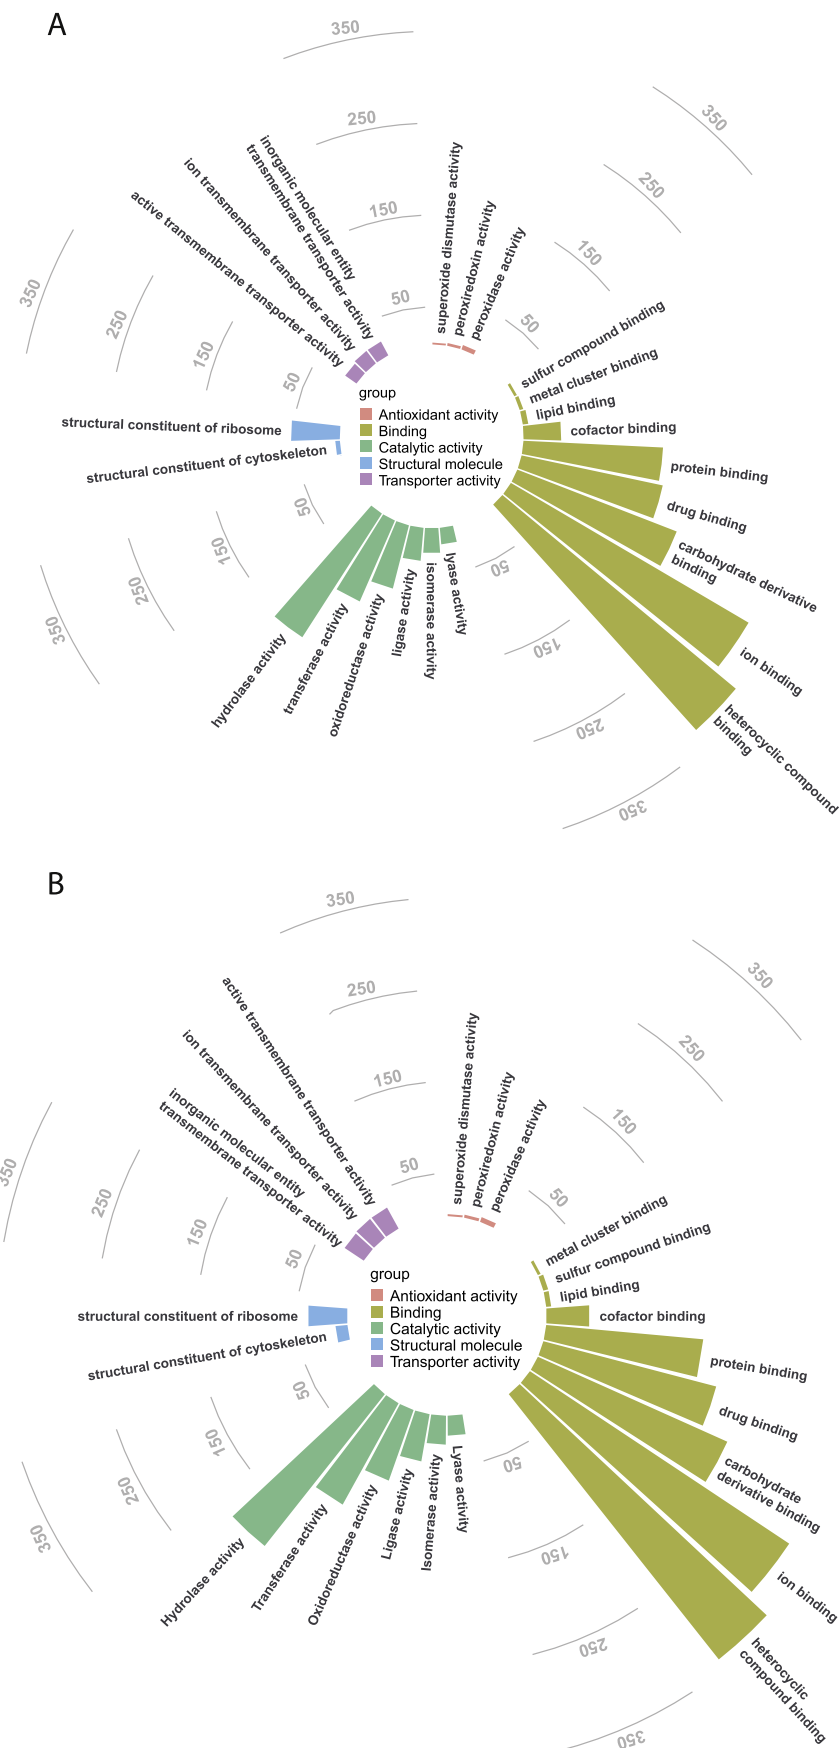 A
350
350
250
250
150
150
50
50
inorganic molecular entity
transmembrane transporter activity
ion transmembrane transporter activity
active transmembrane transporter activity
superoxide dismutase activity
peroxiredoxin activity
peroxidase activity
350
250
150
50
sulfur compound binding
metal cluster binding
lipid binding
cofactor binding
protein binding
drug binding
carbohydrate derivative
binding
ion binding
heterocyclic compound
binding
group
Antioxidant activity
Binding
Catalytic activity
Structural molecule
Transporter activity
structural constituent of ribosome
structural constituent of cytoskeleton
50
150
250
350
hydrolase activity
transferase activity
oxidoreductase activity
ligase activity
isomerase activity
lyase activity
50
150
250
350
B
350
350
250
250
150
150
50
50
active transmembrane transporter activity
ion transmembrane transporter activity
inorganic molecular entity
transmembrane transporter activity
superoxide dismutase activity
peroxiredoxin activity
peroxidase activity
350
250
150
50
metal cluster binding
sulfur compound binding
lipid binding
cofactor binding
protein binding
drug binding
carbohydrate
derivative binding
ion binding
heterocyclic
compound binding
group
Antioxidant activity
Binding
Catalytic activity
Structural molecule
Transporter activity
structural constituent of ribosome
structural constituent of cytoskeleton
50
150
250
350
Hydrolase activity
Transferase activity
Oxidoreductase activity
Ligase activity
Isomerase activity
Lyase activity
50
150
250
350